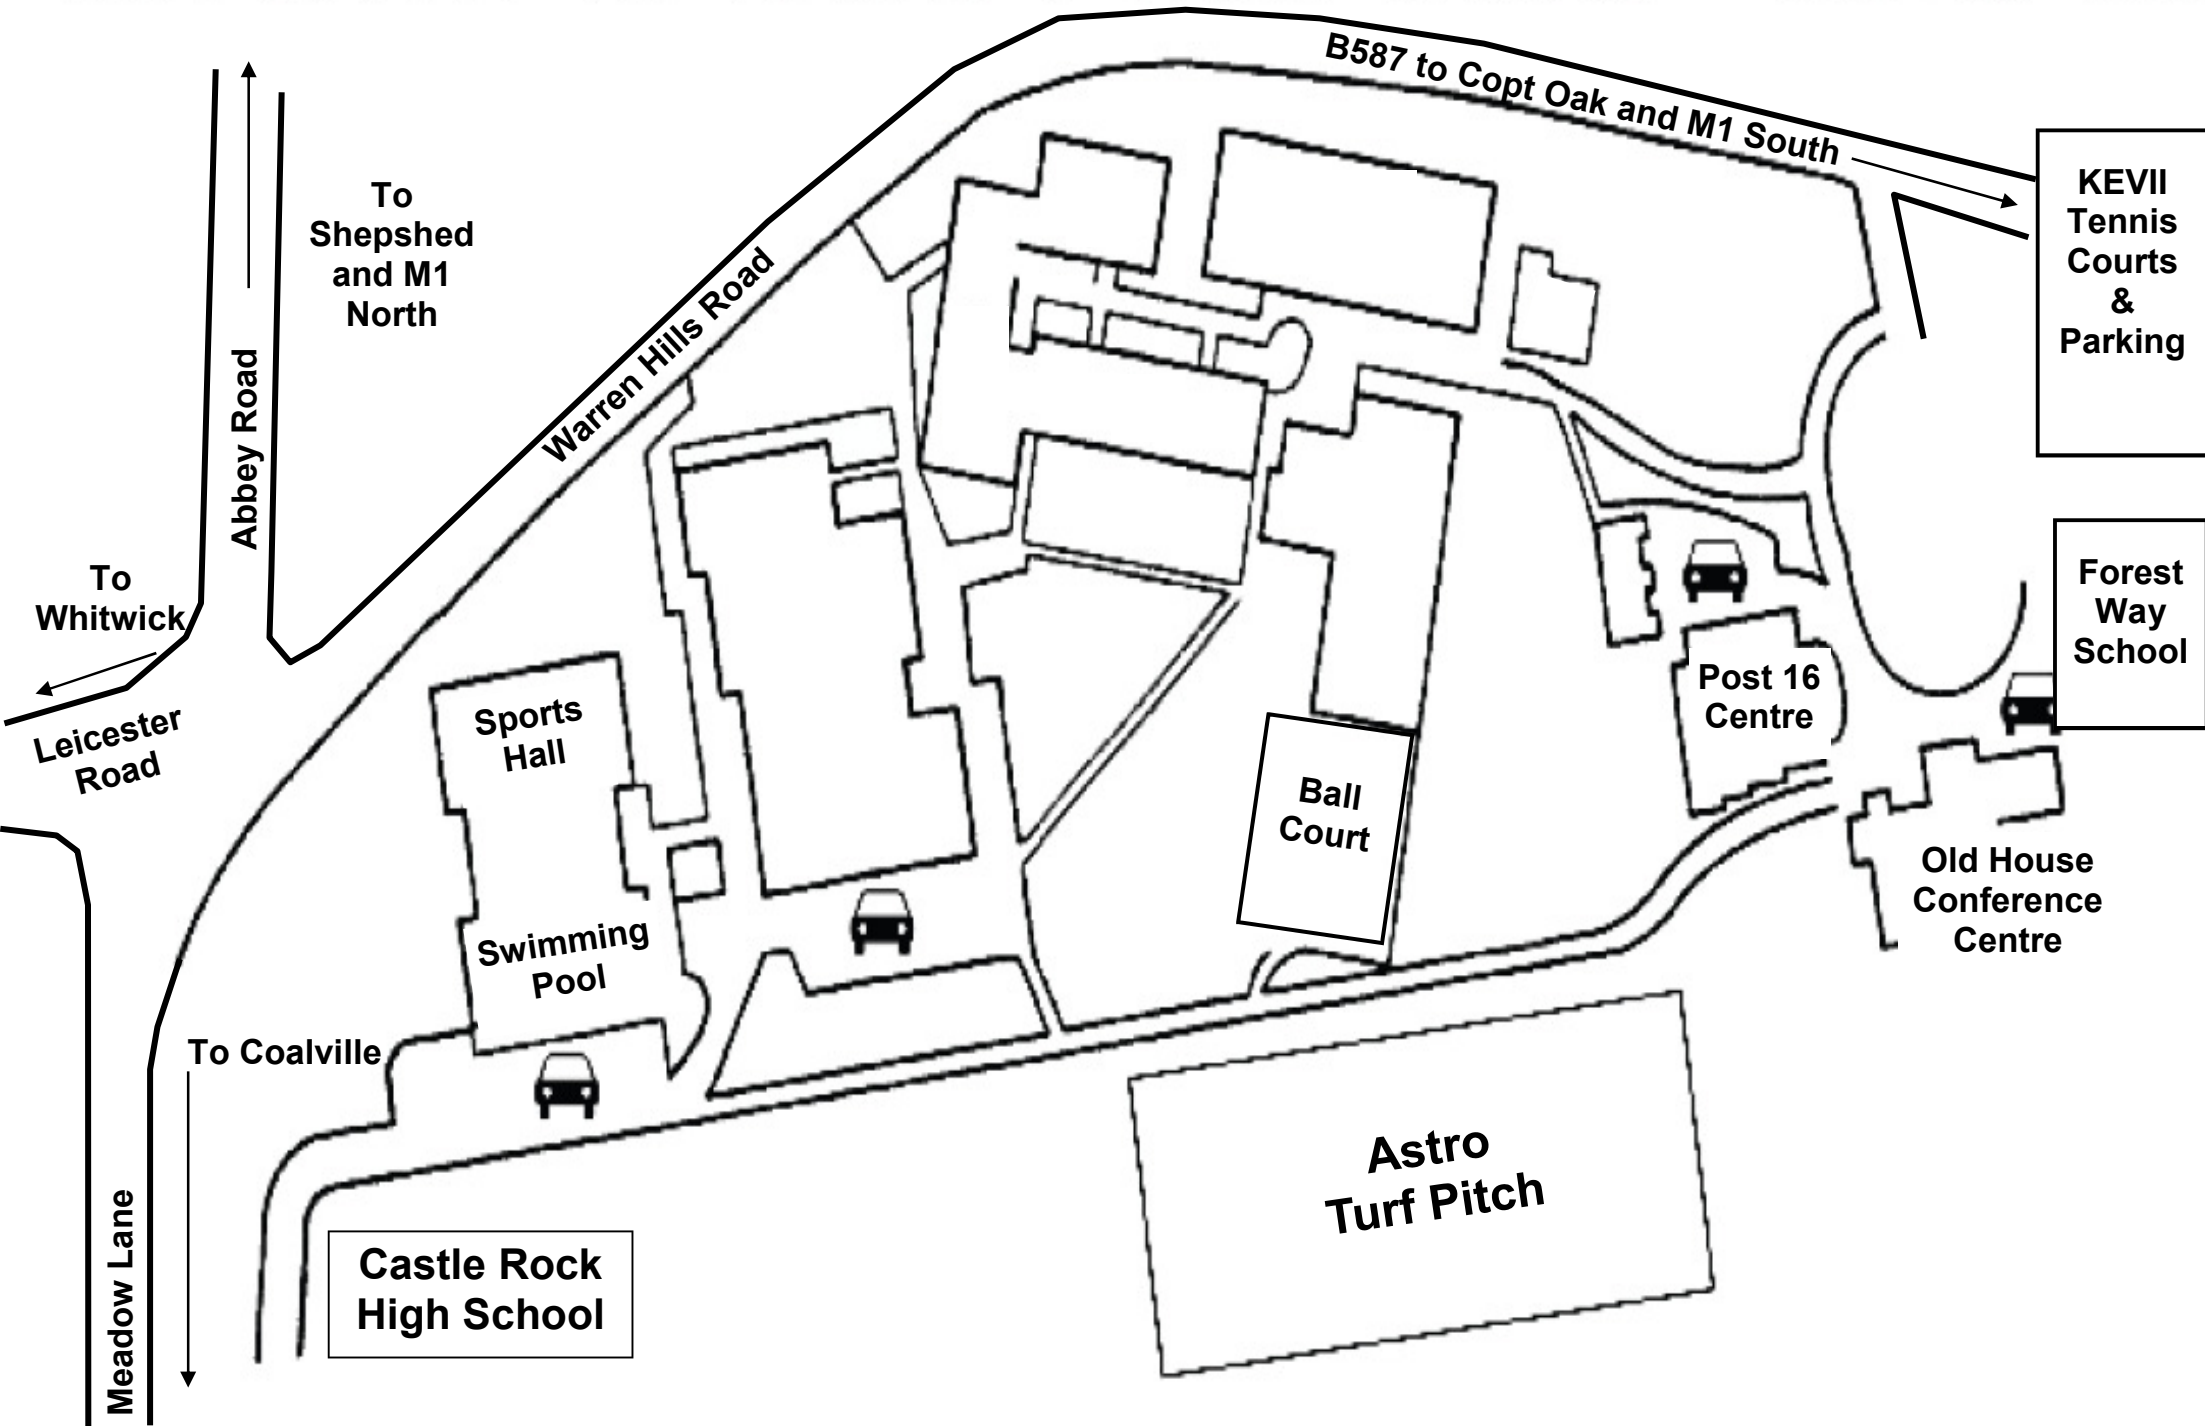 B587 to Copt Oak and M1 South
KEVII
Tennis
Courts
&
Parking
To
Shepshed
and M1
North
Warren Hills Road
Abbey Road
To
Whitwick
Leicester
Road
Forest
Way
School
Post 16
Centre
Sports
Hall
Ball
Court
Old House
Conference
Centre
Swimming
Pool
To Coalville
Astro
Turf Pitch
Meadow Lane
Castle Rock
High School